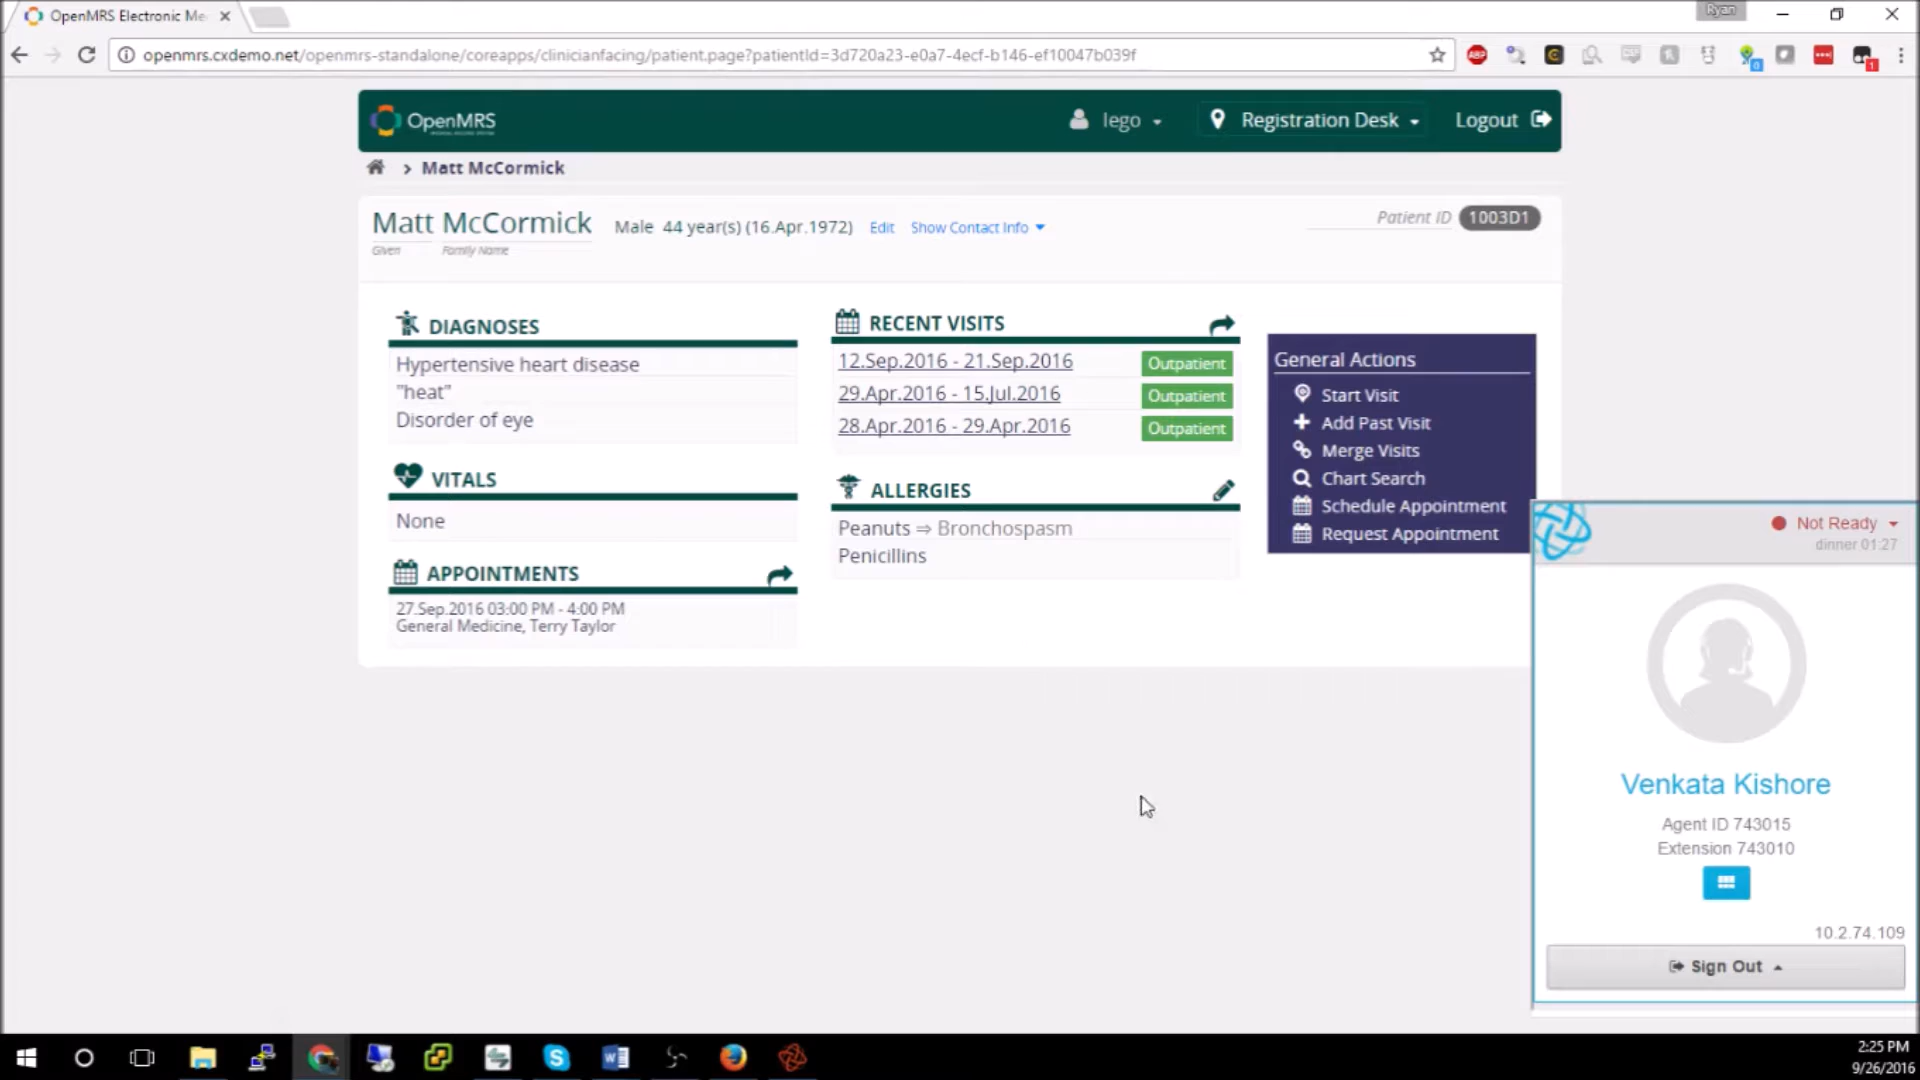 OpenMRS Electronic Me
Ryan
openmrs.cxdemo.net/openmrs-standalone/coreapps/clinicianfacing/patient.page?patientId=3d720a23-e0a7-4ecf-b146-ef10047b039f
ABP
0
1
OpenMRS
lego
Registration Desk
Logout
Matt McCormick
Matt McCormick
Male 44 year(s) (16.Apr.1972)
Edit
Show Contact Info
Patient ID
1003D1
Given
Family Name
DIAGNOSES
Hypertensive heart disease
"heat"
Disorder of eye
VITALS
None
APPOINTMENTS
27.Sep.2016 03:00 PM - 4:00 PM
General Medicine, Terry Taylor
RECENT VISITS
12.Sep.2016 - 21.Sep.2016 Outpatient
29.Apr.2016 - 15.Jul.2016 Outpatient
28.Apr.2016 - 29.Apr.2016 Outpatient
ALLERGIES
Peanuts ⇒ Bronchospasm
Penicillins
General Actions
Start Visit
Add Past Visit
Merge Visits
Chart Search
Schedule Appointment
Request Appointment
Not Ready
dinner 01:27
Venkata Kishore
Agent ID 743015
Extension 743010
10.2.74.109
Sign Out
2:25 PM
9/26/2016